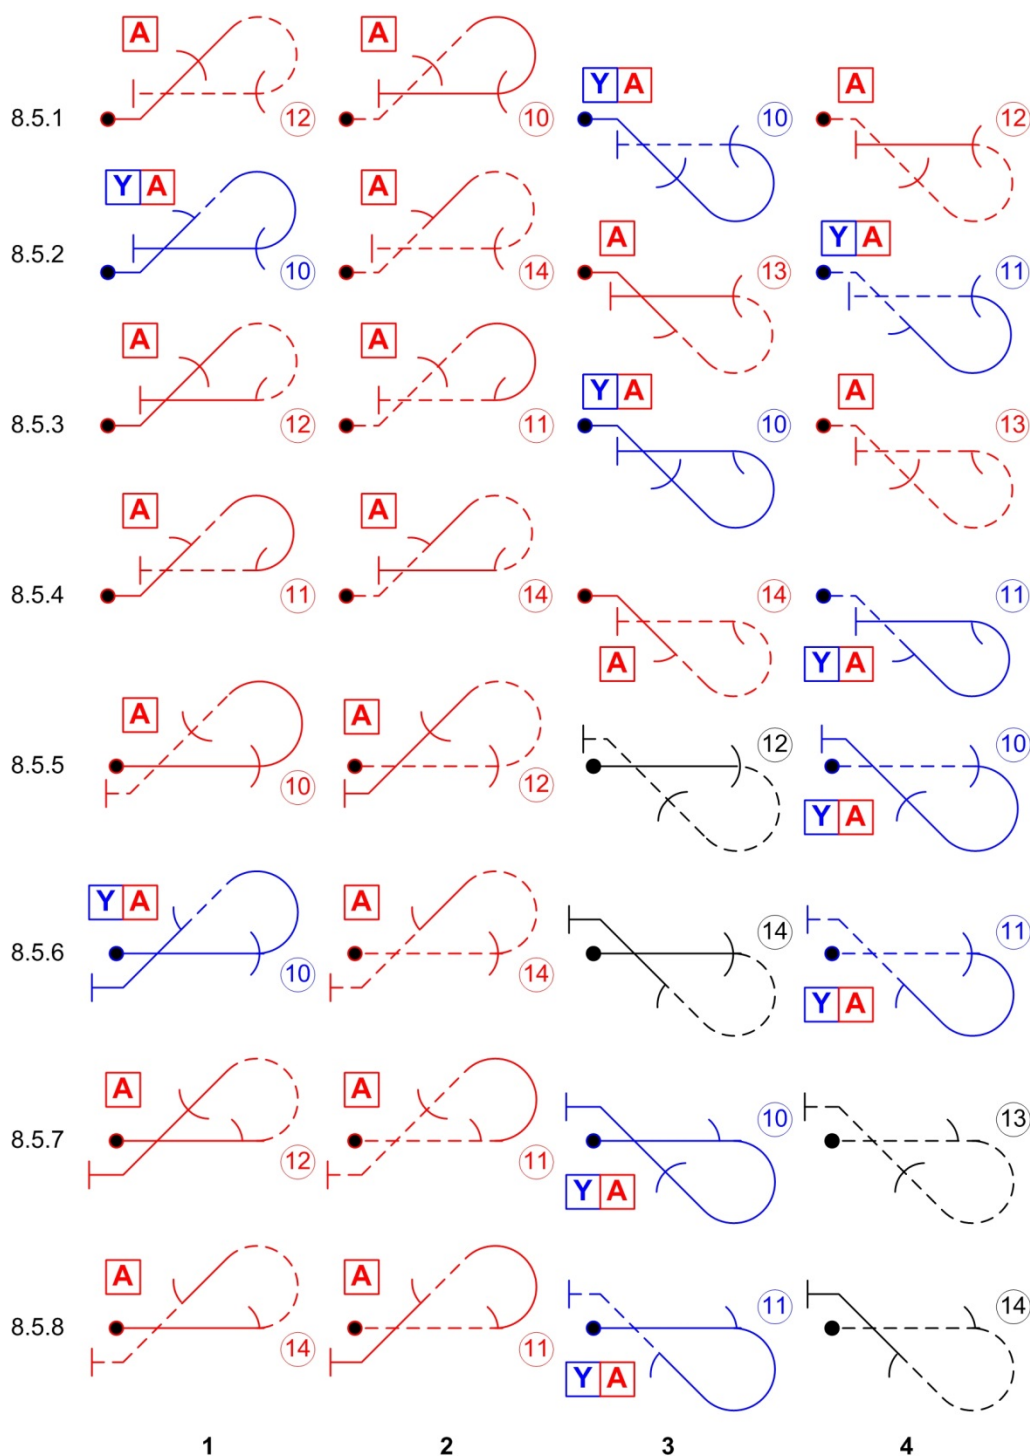 A A
Y A A
8.5.1 12 10 10 12
Y A A
A Y A
8.5.2 10 14 13 11
A A
Y A A
8.5.3 12 11 10 13
A A
8.5.4 11 14 14 11
A Y A
A A
8.5.5 10 12 12 10
Y A
Y A A
8.5.6 10 14 14 11
Y A
A A
8.5.7 12 11 10 13
Y A
A A
8.5.8 14 11 11 14
Y A
1 2 3 4